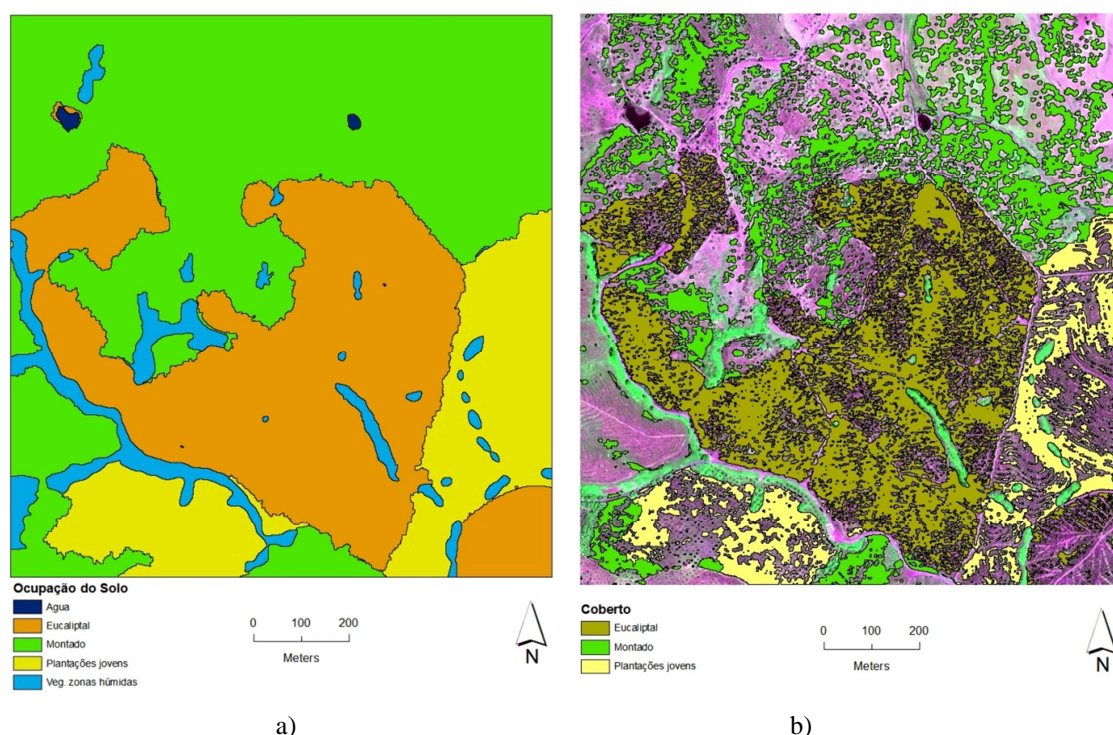 Ocupação do Solo
Agua
Eucaliptal
Montado
Plantações jovens
Veg. zonas húmidas
0 100 200
Meters
N
a)
Coberto
Eucaliptal
Montado
Plantações jovens
0 100 200
Meters
N
b)